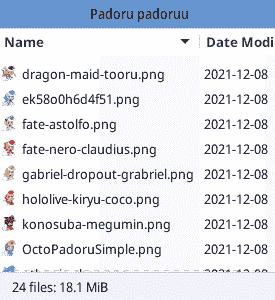 Padoru padoruu
Name Date Modi
dragon-maid-tooru.png 2021-12-08
ek58o0h6d4f51.png 2021-12-08
fate-astolfo.png 2021-12-08
fate-nero-claudius.png 2021-12-08
gabriel-dropout-grabriel.png 2021-12-08
hololive-kiryu-coco.png 2021-12-08
konosuba-megumin.png 2021-12-08
OctoPadoruSimple.png 2021-12-08
24 files: 18.1 MiB